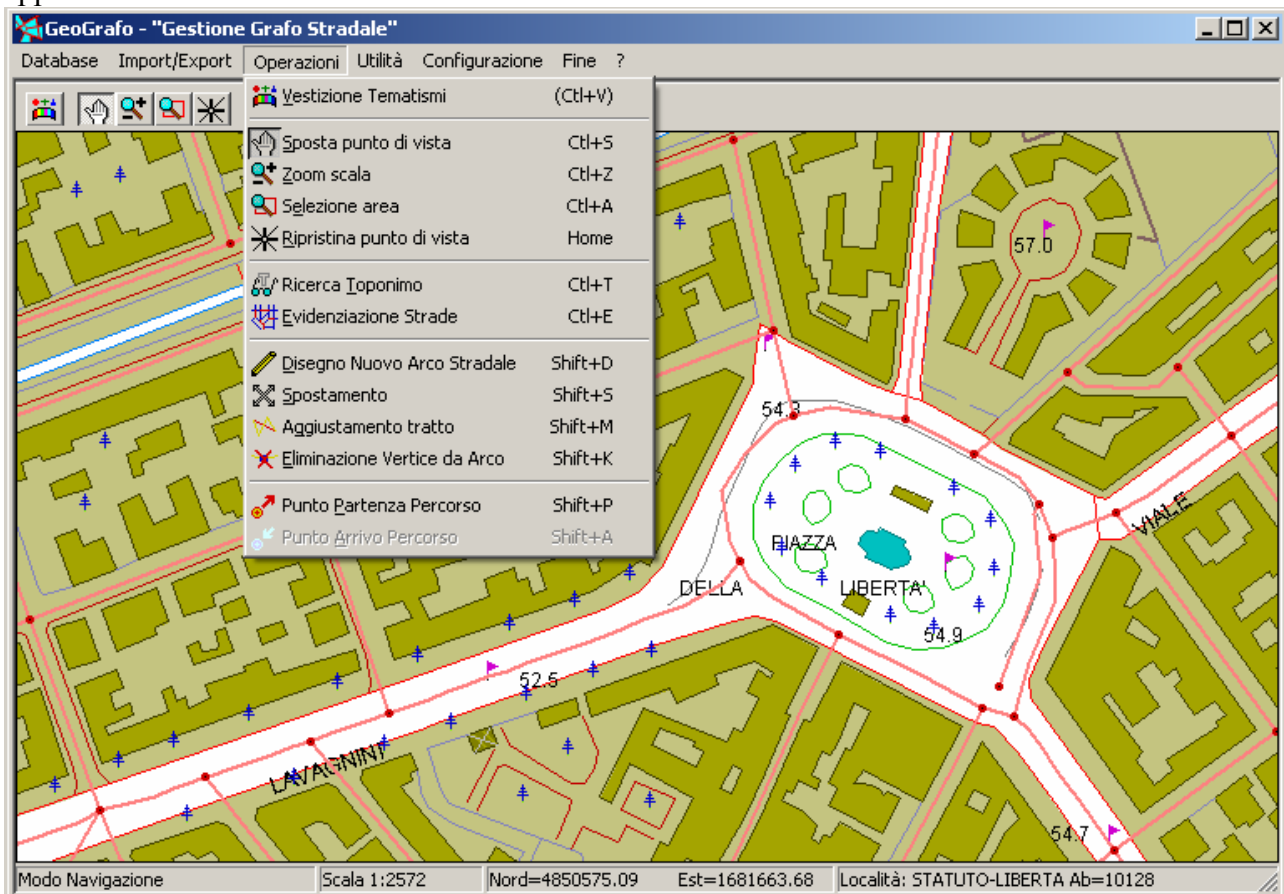 GeoGrafo - "Gestione Grafo Stradale"
Database Import/Export Operazioni Utilità Configurazione Fine ?
Vestizione Tematismi (Ctl+V)
Sposta punto di vista Ctl+S
Zoom scala Ctl+Z
Selezione area Ctl+A
Ripristina punto di vista Home
Ricerca Toponimo Ctl+T
Evidenziazione Strade Ctl+E
Disegno Nuovo Arco Stradale Shift+D
Spostamento Shift+S
Aggiustamento tratto Shift+M
Eliminazione Vertice da Arco Shift+K
Punto Partenza Percorso Shift+P
Punto Arrivo Percorso Shift+A
57.0
54.3
VIALE
PIAZZA
DELLA LIBERTA'
54.9
52.5
LAVAGNINI
54.7
Modo Navigazione Scala 1:2572 Nord=4850575.09 Est=1681663.68 Località: STATUTO-LIBERTA Ab=10128